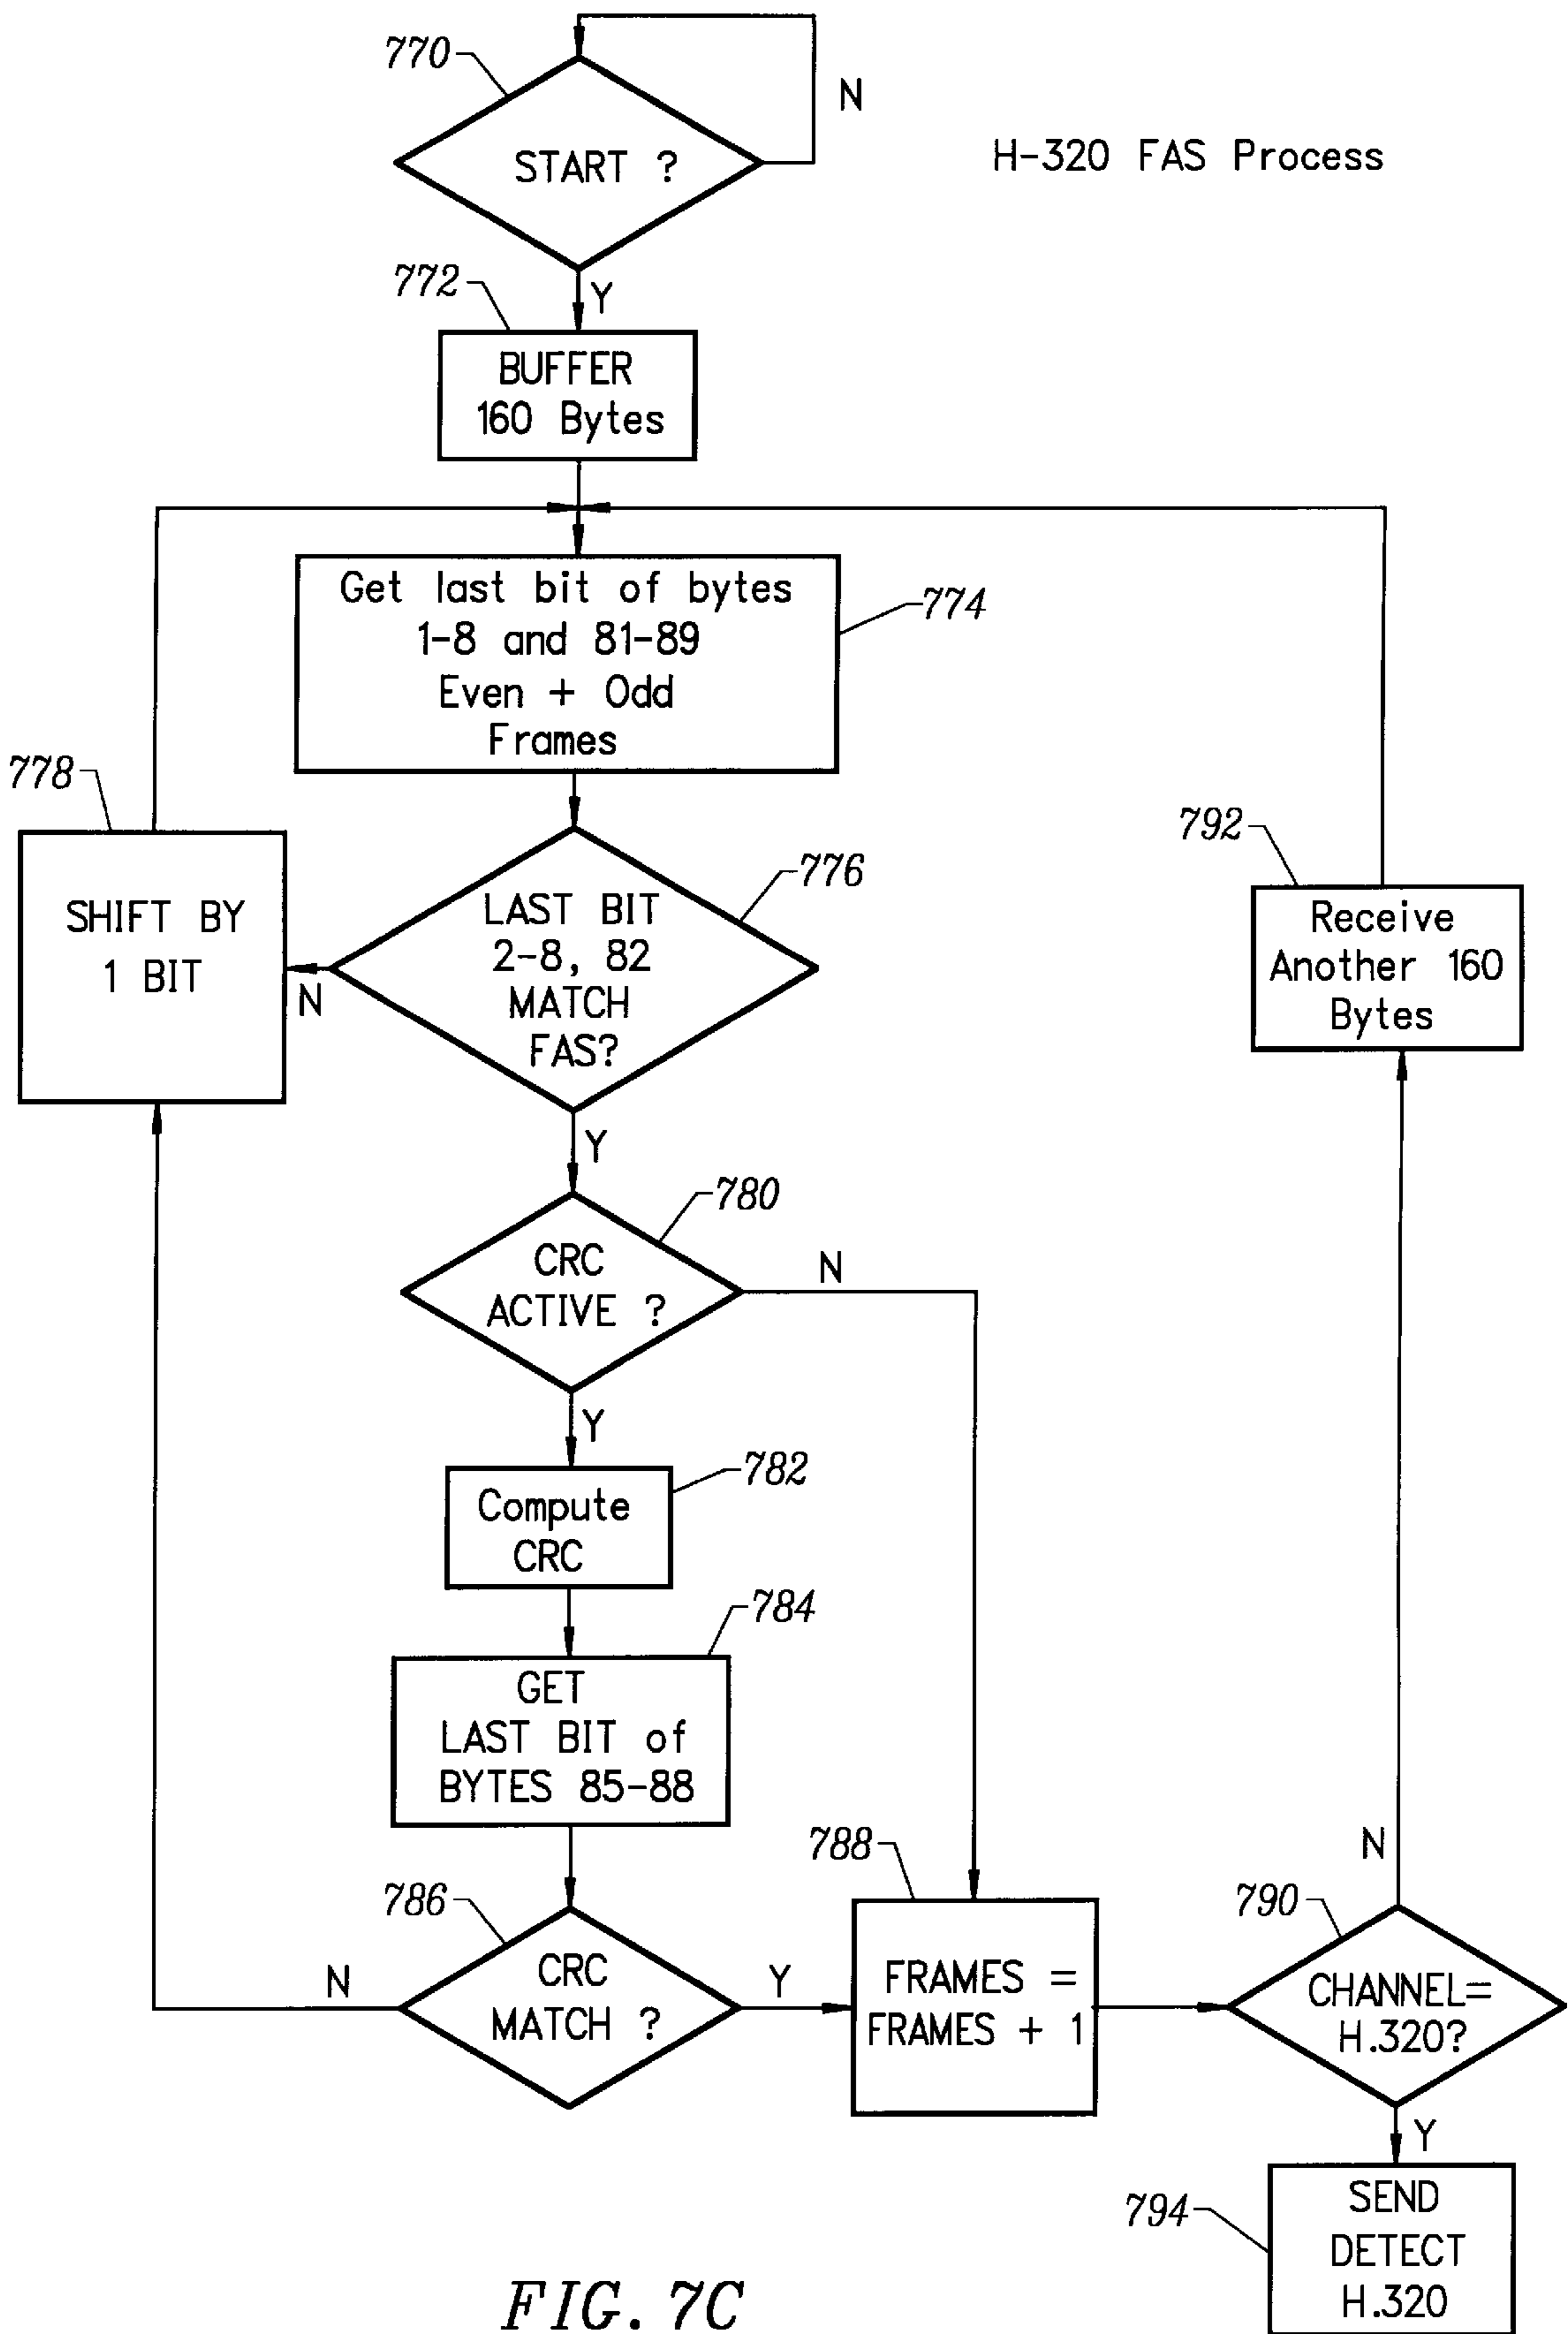 770
N
START ?
H-320 FAS Process
772
Y
BUFFER
160 Bytes
Get last bit of bytes
1-8 and 81-89
Even + Odd
Frames
774
778
SHIFT BY
1 BIT
N
776
LAST BIT
2-8, 82
MATCH
FAS?
792
Receive
Another 160
Bytes
Y
780
CRC
ACTIVE ?
N
Y
782
Compute
CRC
784
GET
LAST BIT of
BYTES 85-88
786
N
CRC
MATCH ?
Y
788
FRAMES =
FRAMES + 1
N
790
CHANNEL=
H.320?
Y
794
SEND
DETECT
H.320
FIG. 7C